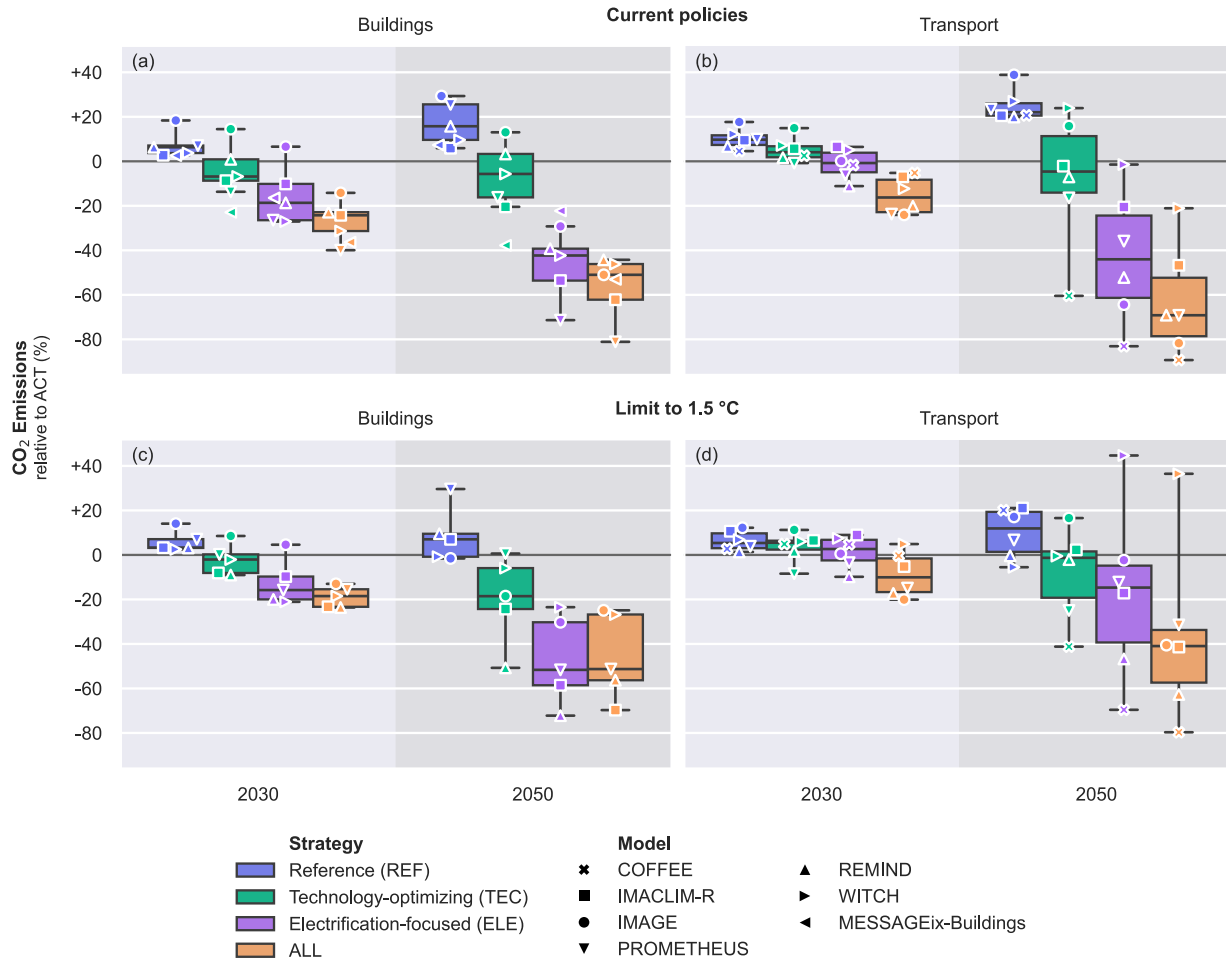 Current policies
Buildings
Transport
(a)
(b)
+40
+20
0
-20
-40
-60
-80
Limit to 1.5 °C
Buildings
Transport
CO₂ Emissions
relative to ACT (%)
(c)
(d)
+40
+20
0
-20
-40
-60
-80
2030
2050
2030
2050
Strategy
Reference (REF)
Technology-optimizing (TEC)
Electrification-focused (ELE)
ALL
Model
COFFEE
IMACLIM-R
IMAGE
PROMETHEUS
REMIND
WITCH
MESSAGEix-Buildings